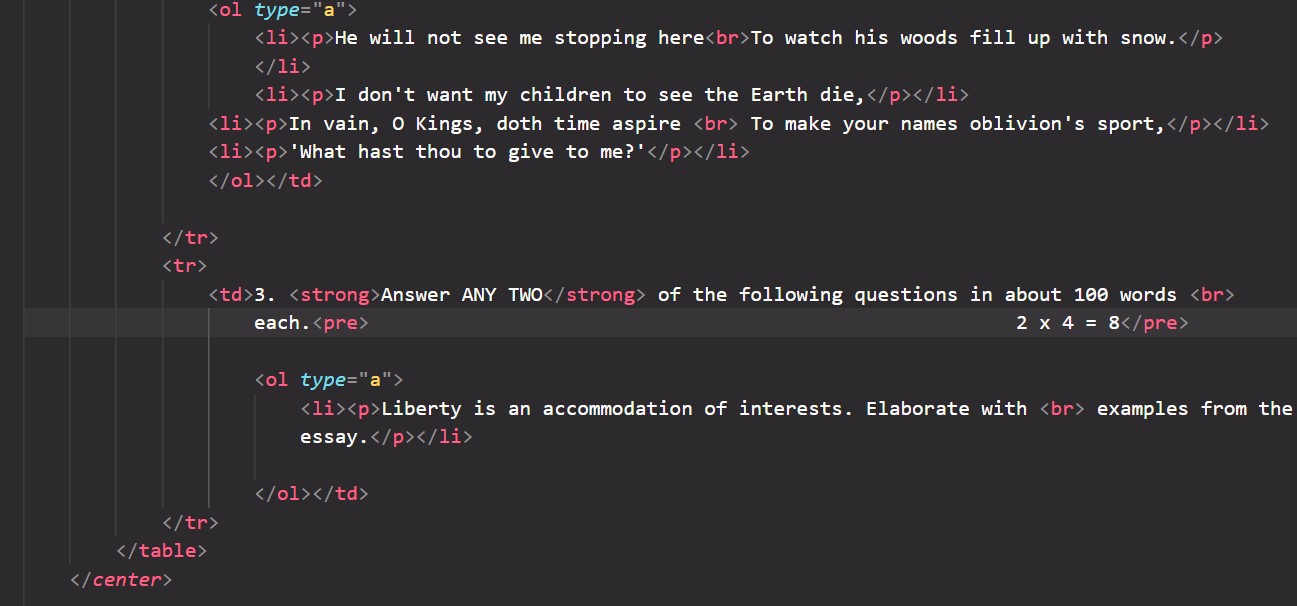 <ol type="a">
<li><p>He will not see me stopping here<br>To watch his woods fill up with snow.</p>
</li>
<li><p>I don't want my children to see the Earth die,</p></li>
<li><p>In vain, O Kings, doth time aspire <br> To make your names oblivion's sport,</p></li>
<li><p>'What hast thou to give to me?'</p></li>
</ol></td>
</tr>
<tr>
<td>3. <strong>Answer ANY TWO</strong> of the following questions in about 100 words <br>
each.<pre>                                                        2 x 4 = 8</pre>
<ol type="a">
<li><p>Liberty is an accommodation of interests. Elaborate with <br> examples from the
essay.</p></li>
</ol></td>
</tr>
</table>
</center>